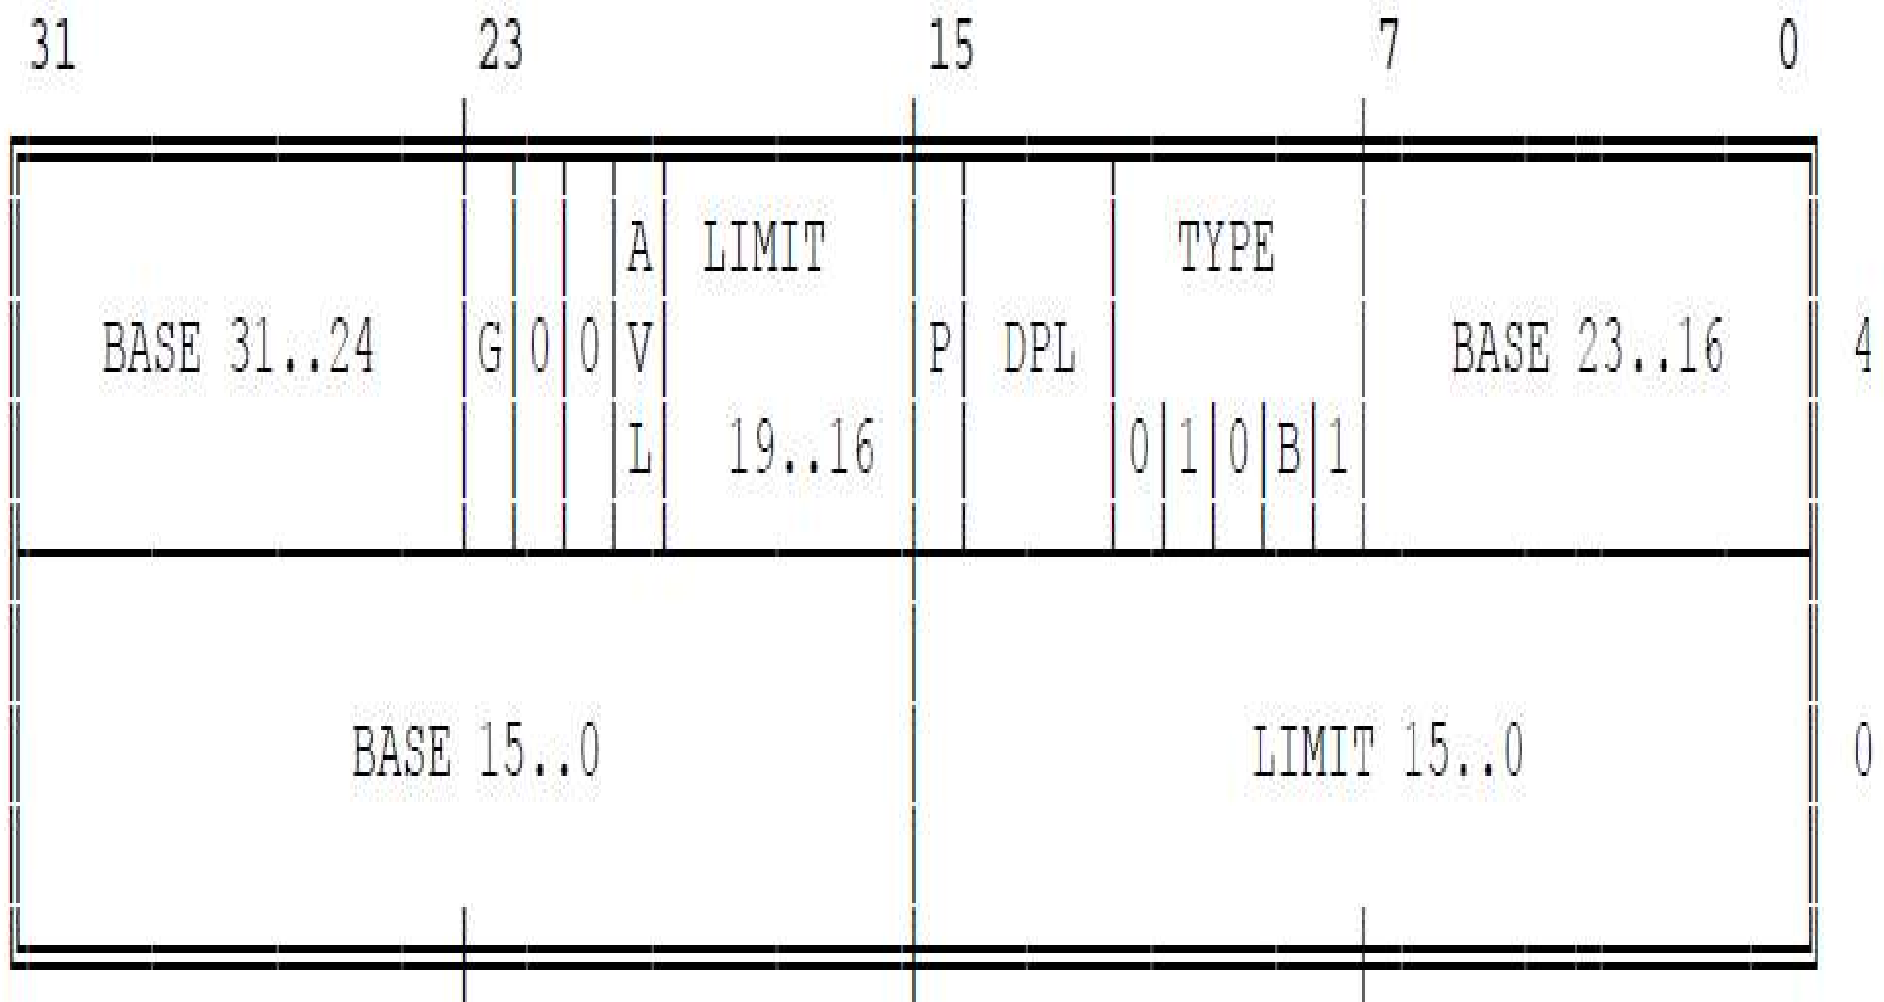 31 23 15 7 0
A LIMIT TYPE
BASE 31..24 G 0 0 V P DPL BASE 23..16 4
L 19..16 0 1 0 B 1
BASE 15..0 LIMIT 15..0 0